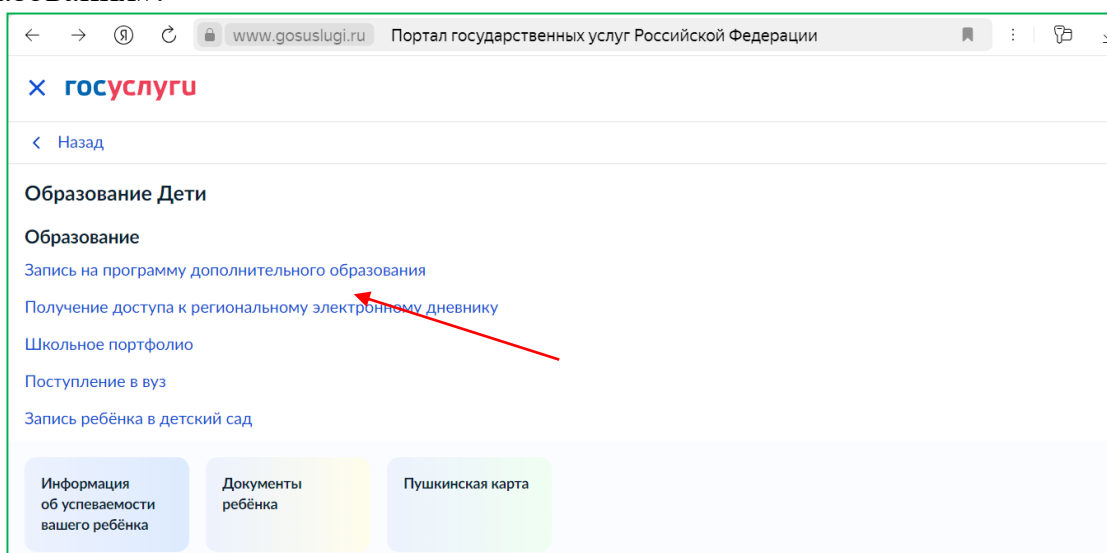 www.gosuslugi.ru Портал государственных услуг Российской Федерации
госуслуги
Назад
Образование Дети
Образование
Запись на программу дополнительного образования
Получение доступа к региональному электронному дневнику
Школьное портфолио
Поступление в вуз
Запись ребёнка в детский сад
Информация
об успеваемости
вашего ребёнка
Документы
ребёнка
Пушкинская карта